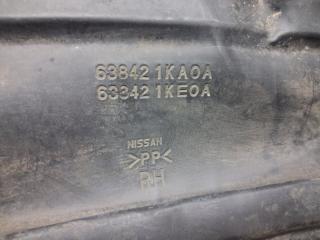 63842 1KA0A
63842 1KE0A
NISSAN
>PP<
RH